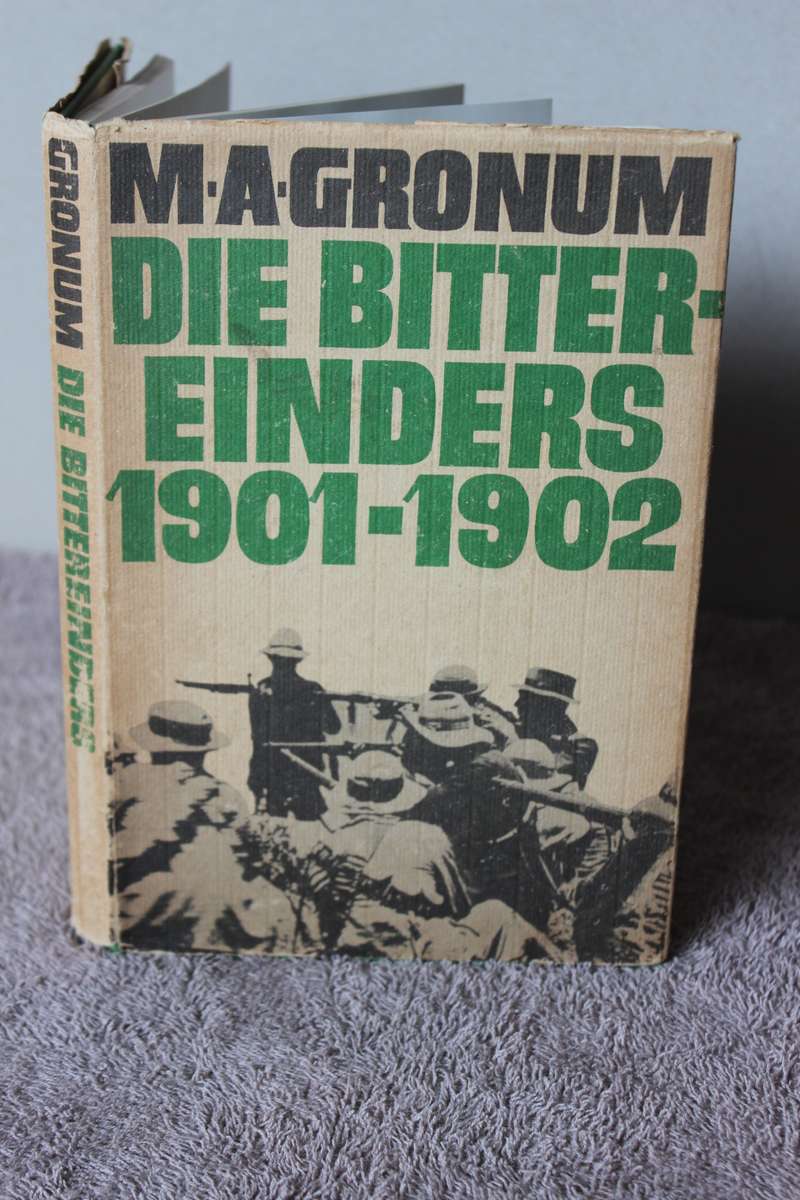 M·A·GRONUM
DIE BITTER-
EINDERS
1901-1902
GRONUM DIE BITTEREINDERS